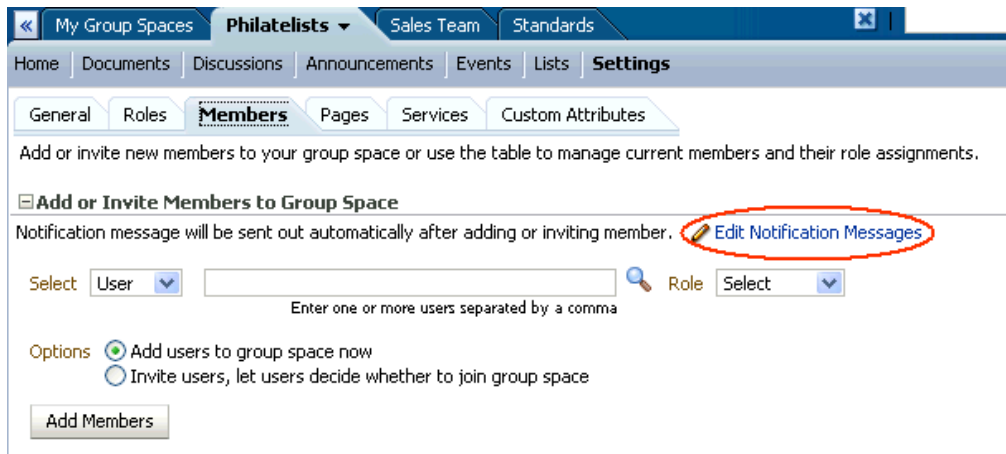 « My Group Spaces Philatelists Sales Team Standards
Home Documents Discussions Announcements Events Lists Settings
General Roles Members Pages Services Custom Attributes
Add or invite new members to your group space or use the table to manage current members and their role assignments.
Add or Invite Members to Group Space
Notification message will be sent out automatically after adding or inviting member. Edit Notification Messages
Select User Role Select
Enter one or more users separated by a comma
Options Add users to group space now
Invite users, let users decide whether to join group space
Add Members